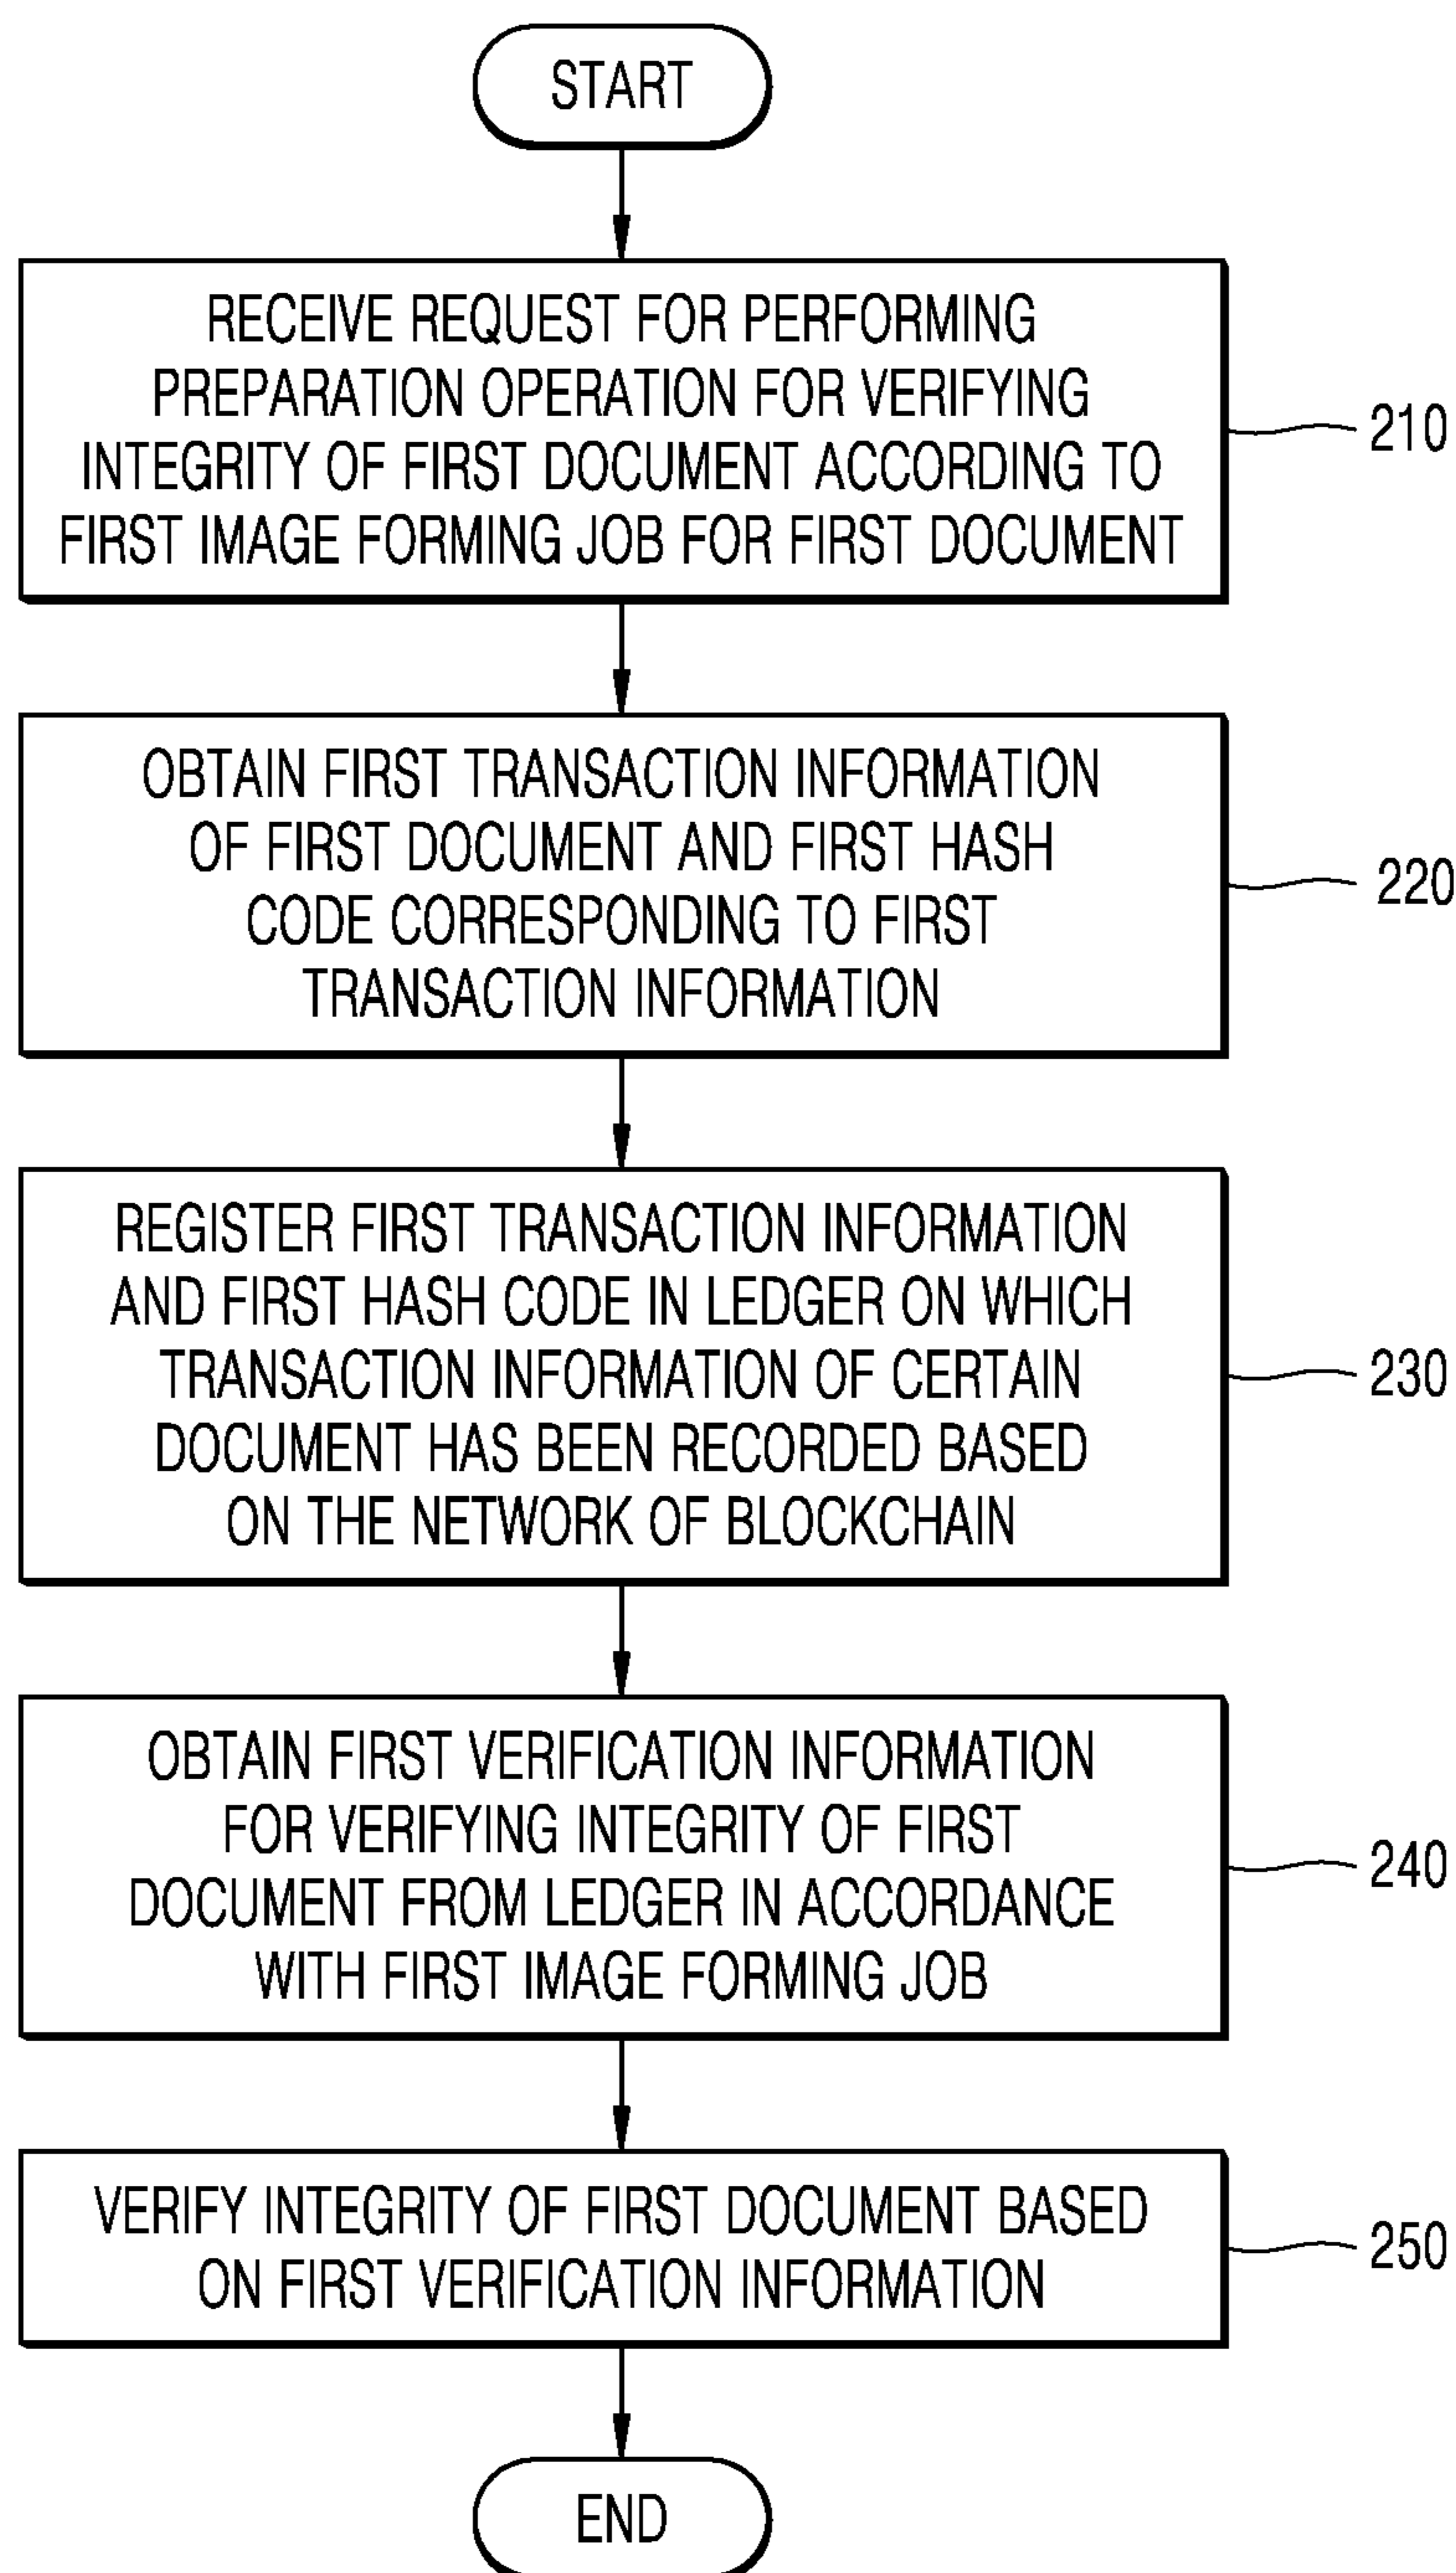 START
RECEIVE REQUEST FOR PERFORMING
PREPARATION OPERATION FOR VERIFYING
INTEGRITY OF FIRST DOCUMENT ACCORDING TO
FIRST IMAGE FORMING JOB FOR FIRST DOCUMENT
210
OBTAIN FIRST TRANSACTION INFORMATION
OF FIRST DOCUMENT AND FIRST HASH
CODE CORRESPONDING TO FIRST
TRANSACTION INFORMATION
220
REGISTER FIRST TRANSACTION INFORMATION
AND FIRST HASH CODE IN LEDGER ON WHICH
TRANSACTION INFORMATION OF CERTAIN
DOCUMENT HAS BEEN RECORDED BASED
ON THE NETWORK OF BLOCKCHAIN
230
OBTAIN FIRST VERIFICATION INFORMATION
FOR VERIFYING INTEGRITY OF FIRST
DOCUMENT FROM LEDGER IN ACCORDANCE
WITH FIRST IMAGE FORMING JOB
240
VERIFY INTEGRITY OF FIRST DOCUMENT BASED
ON FIRST VERIFICATION INFORMATION
250
END